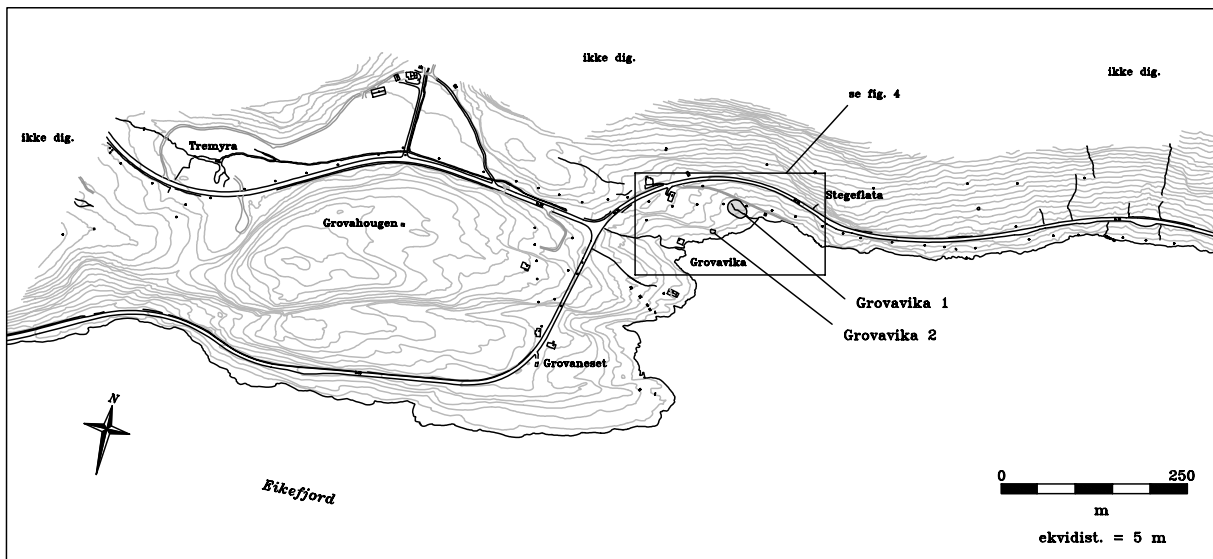 ikke dig.
ikke dig.
se fig. 4
ikke dig.
Tremyra
Stegeflata
Grovahougen
Grovavika
Grovavika 1
Grovavika 2
Grovaneset
N
Eikefjord
0 250
m
ekvidist. = 5 m